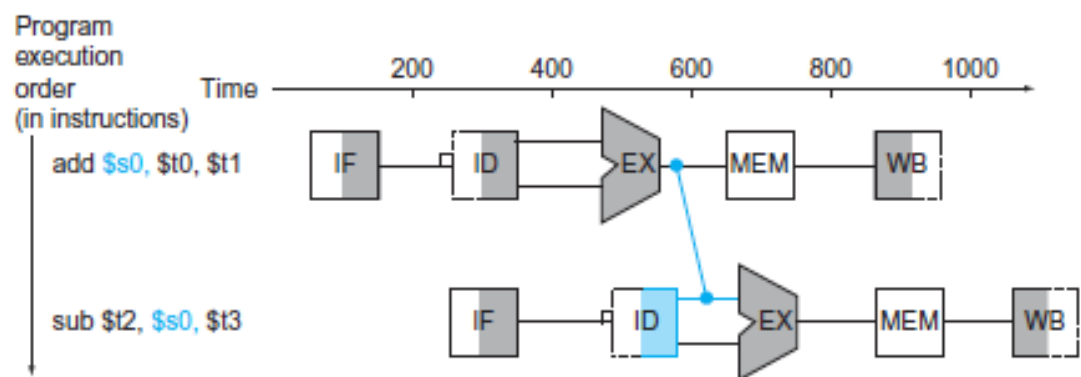 Program
execution
order
(in instructions)
Time
200 400 600 800 1000
add $s0, $t0, $t1
IF ID EX MEM WB
sub $t2, $s0, $t3
IF ID EX MEM WB